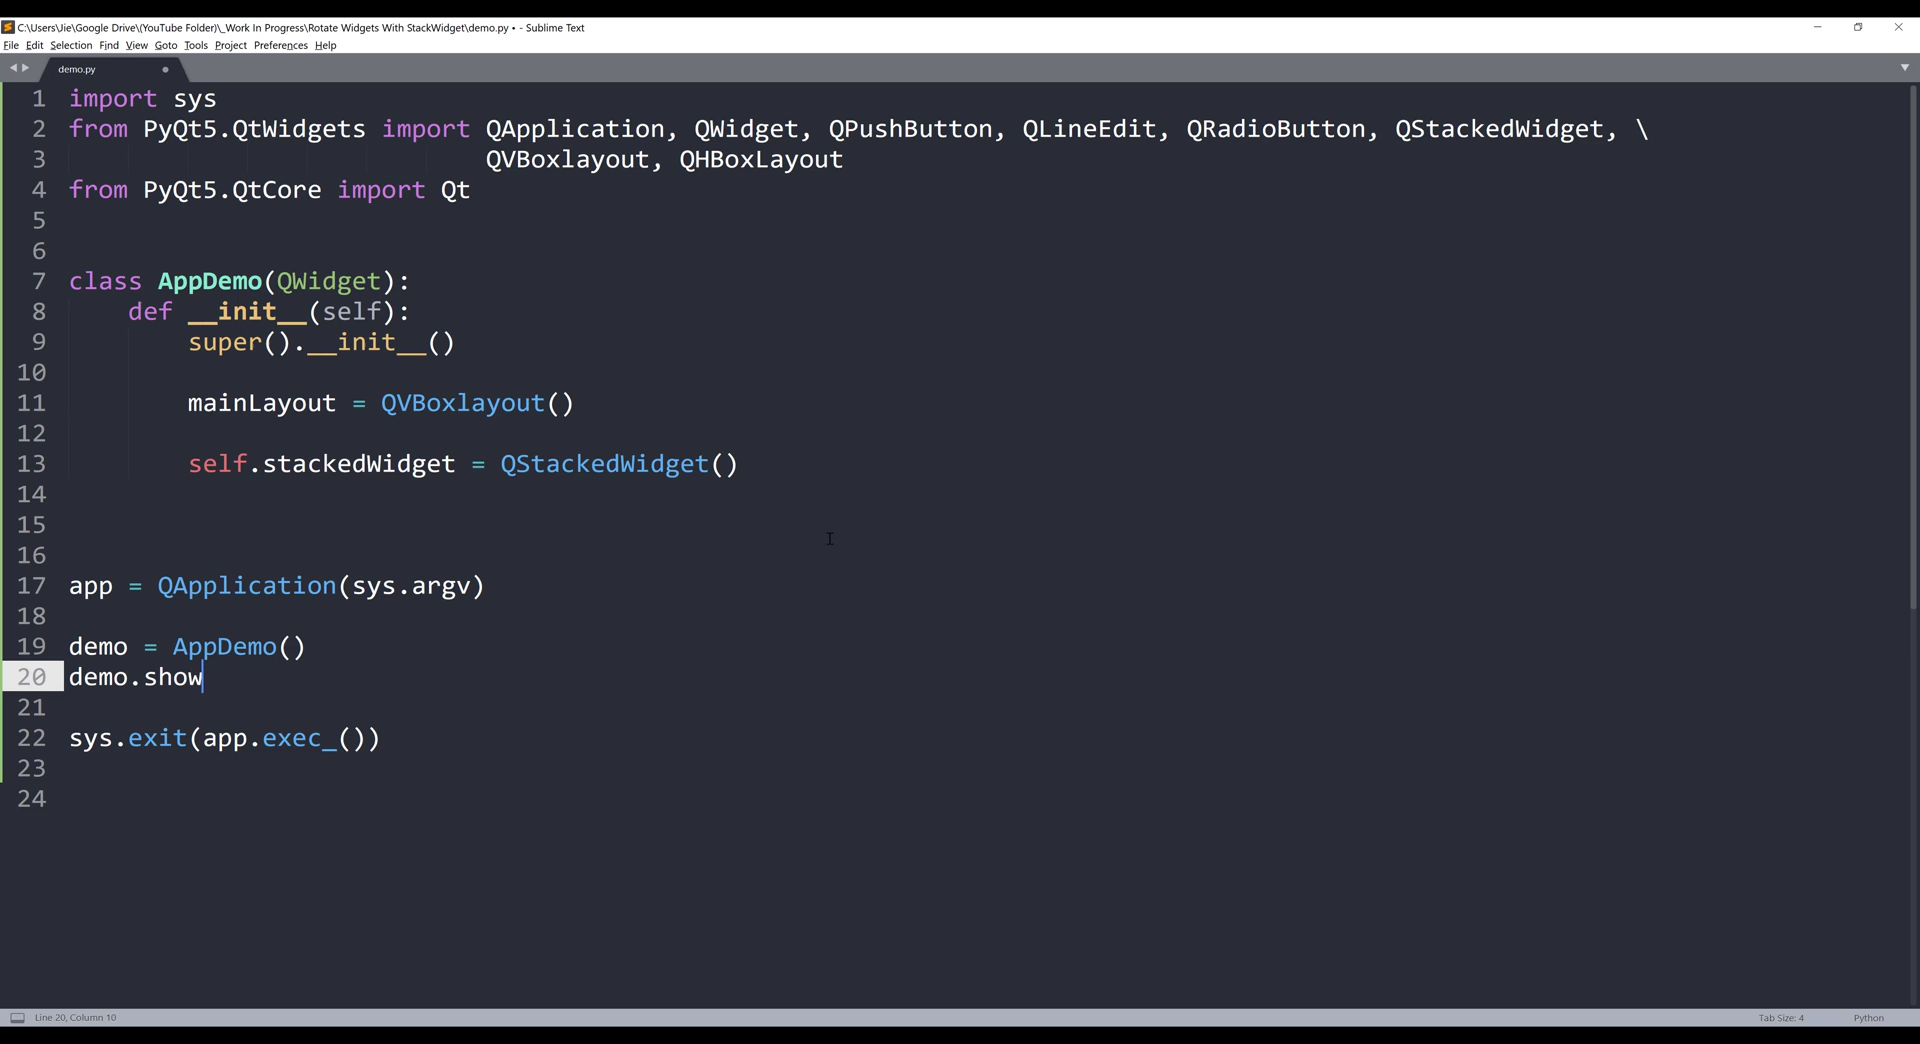 C:\Users\Jie\Google Drive\(YouTube Folder)\_Work In Progress\Rotate Widgets With StackWidget\demo.py • - Sublime Text
File Edit Selection Find View Goto Tools Project Preferences Help
demo.py
1 import sys
2 from PyQt5.QtWidgets import QApplication, QWidget, QPushButton, QLineEdit, QRadioButton, QStackedWidget, \
3 QVBoxlayout, QHBoxLayout
4 from PyQt5.QtCore import Qt
5
6
7 class AppDemo(QWidget):
8 def __init__(self):
9 super().__init__()
10
11 mainLayout = QVBoxlayout()
12
13 self.stackedWidget = QStackedWidget()
14
15
16
17 app = QApplication(sys.argv)
18
19 demo = AppDemo()
20 demo.show
21
22 sys.exit(app.exec_())
23
24
Line 20, Column 10 Tab Size: 4 Python